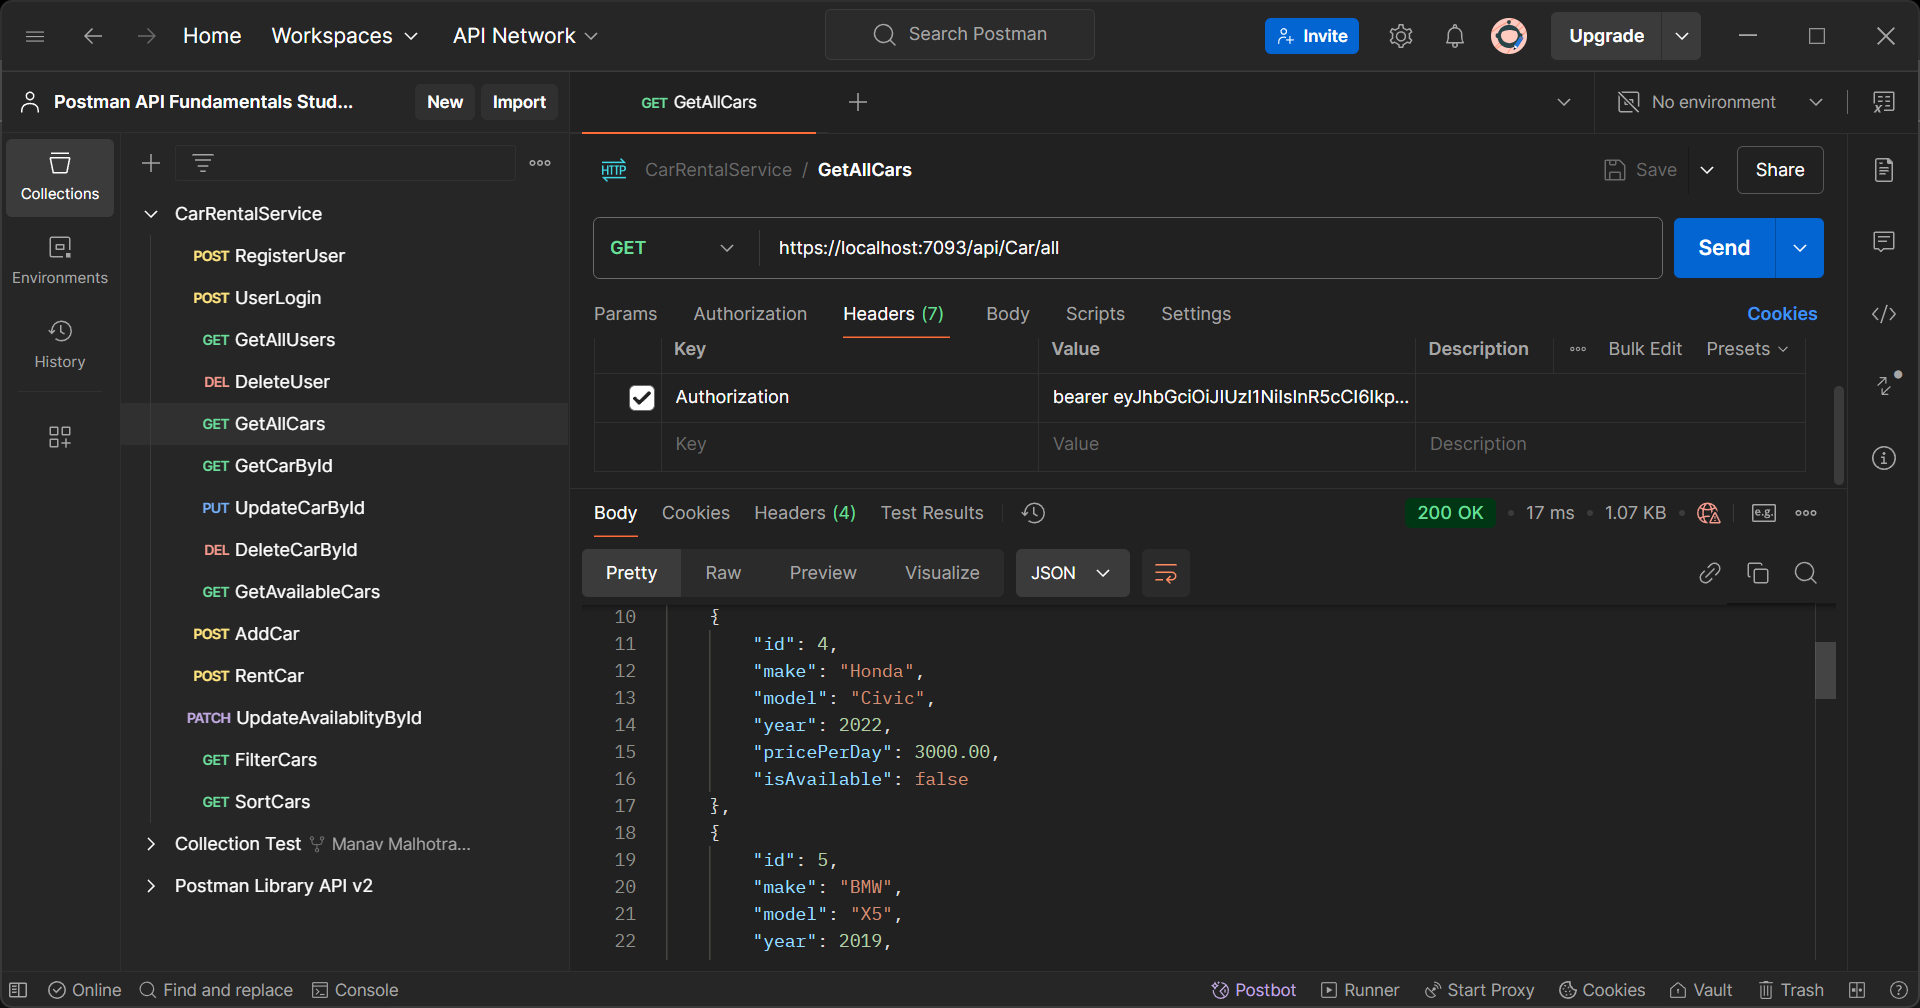 Home Workspaces API Network Search Postman Invite Upgrade
Postman API Fundamentals Stud... New Import GET GetAllCars No environment
Collections
Environments
History
CarRentalService
POST RegisterUser
POST UserLogin
GET GetAllUsers
DEL DeleteUser
GET GetAllCars
GET GetCarById
PUT UpdateCarById
DEL DeleteCarById
GET GetAvailableCars
POST AddCar
POST RentCar
PATCH UpdateAvailablityById
GET FilterCars
GET SortCars
Collection Test Manav Malhotra...
Postman Library API v2
HTTP CarRentalService / GetAllCars Save Share
GET https://localhost:7093/api/Car/all Send
Params Authorization Headers (7) Body Scripts Settings Cookies
Key Value Description Bulk Edit Presets
Authorization bearer eyJhbGciOiJIUzI1NiIsInR5cCI6Ikp...
Key Value Description
Body Cookies Headers (4) Test Results 200 OK 17 ms 1.07 KB e.g.
Pretty Raw Preview Visualize JSON
10 {
11 "id": 4,
12 "make": "Honda",
13 "model": "Civic",
14 "year": 2022,
15 "pricePerDay": 3000.00,
16 "isAvailable": false
17 },
18 {
19 "id": 5,
20 "make": "BMW",
21 "model": "X5",
22 "year": 2019,
Online Find and replace Console Postbot Runner Start Proxy Cookies Vault Trash